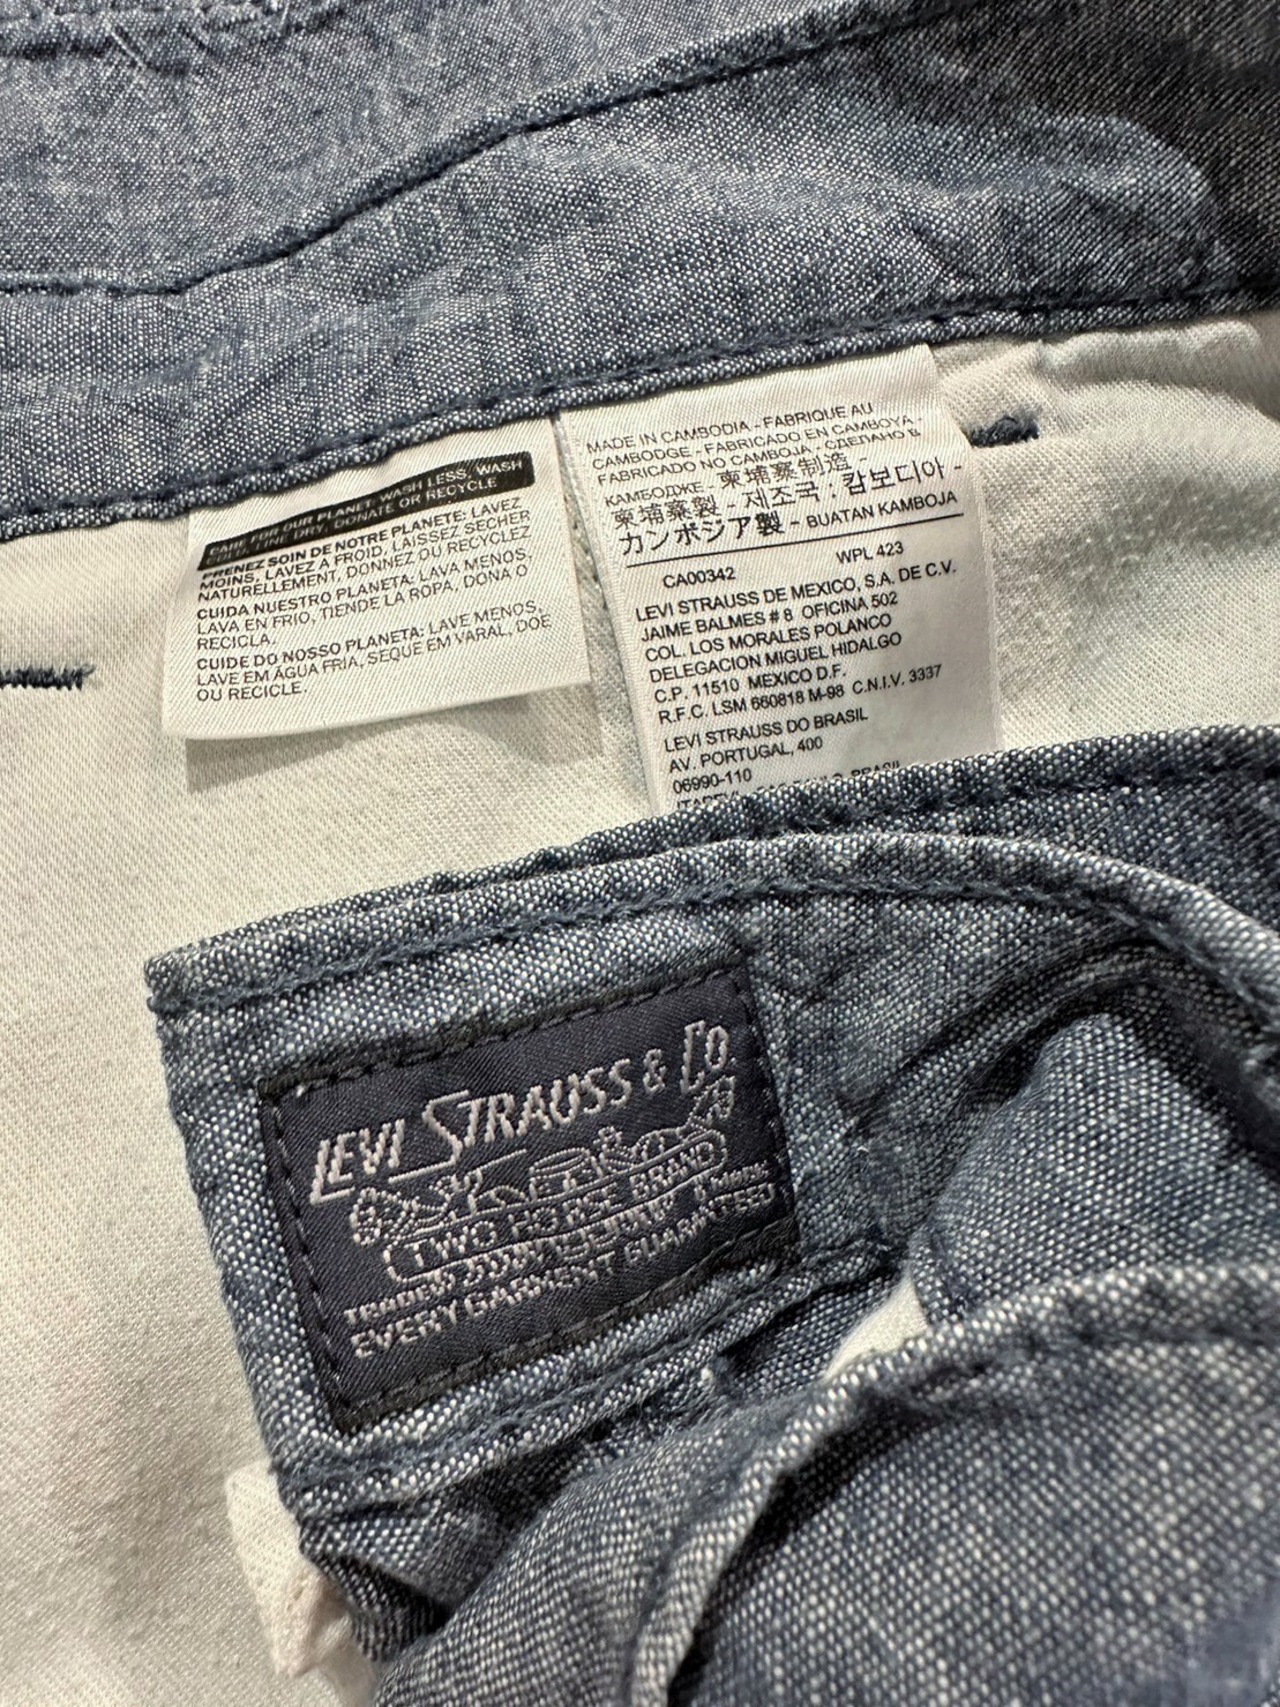 CARE FOR OUR PLANET: WASH LESS, WASH
COLD, LINE DRY, DONATE OR RECYCLE
PRENEZ SOIN DE NOTRE PLANETE: LAVEZ
MOINS, LAVEZ A FROID, LAISSEZ SECHER
NATURELLEMENT, DONNEZ OU RECYCLEZ
CUIDA NUESTRO PLANETA: LAVA MENOS,
LAVA EN FRIO, TIENDE LA ROPA, DONA O
RECICLA.
CUIDE DO NOSSO PLANETA: LAVE MENOS,
LAVE EM ÁGUA FRIA, SEQUE EM VARAL, DOE
OU RECICLE.
MADE IN CAMBODIA - FABRIQUE AU
CAMBODGE - FABRICADO EN CAMBOYA -
FABRICADO NO CAMBOJA - СДЕЛАНО В
КАМБОДЖЕ - 柬埔寨制造 -
柬埔寨製 - 제조국 : 캄보디아 -
カンボジア製 - BUATAN KAMBOJA
CA00342 WPL 423
LEVI STRAUSS DE MEXICO, S.A. DE C.V.
JAIME BALMES # 8 OFICINA 502
COL. LOS MORALES POLANCO
DELEGACION MIGUEL HIDALGO
C.P. 11510 MEXICO D.F.
R.F.C. LSM 660818 M-98 C.N.I.V. 3337
LEVI STRAUSS DO BRASIL
AV. PORTUGAL, 400
06990-110
LEVI STRAUSS & CO.
TWO HORSE BRAND
EVERY GARMENT GUARANTEED